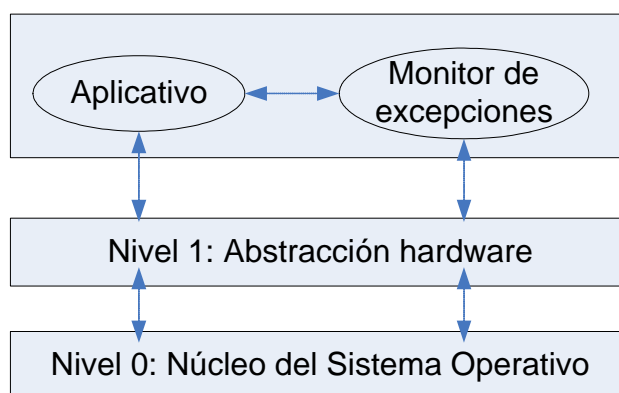 Aplicativo
Monitor de
excepciones
Nivel 1: Abstracción hardware
Nivel 0: Núcleo del Sistema Operativo